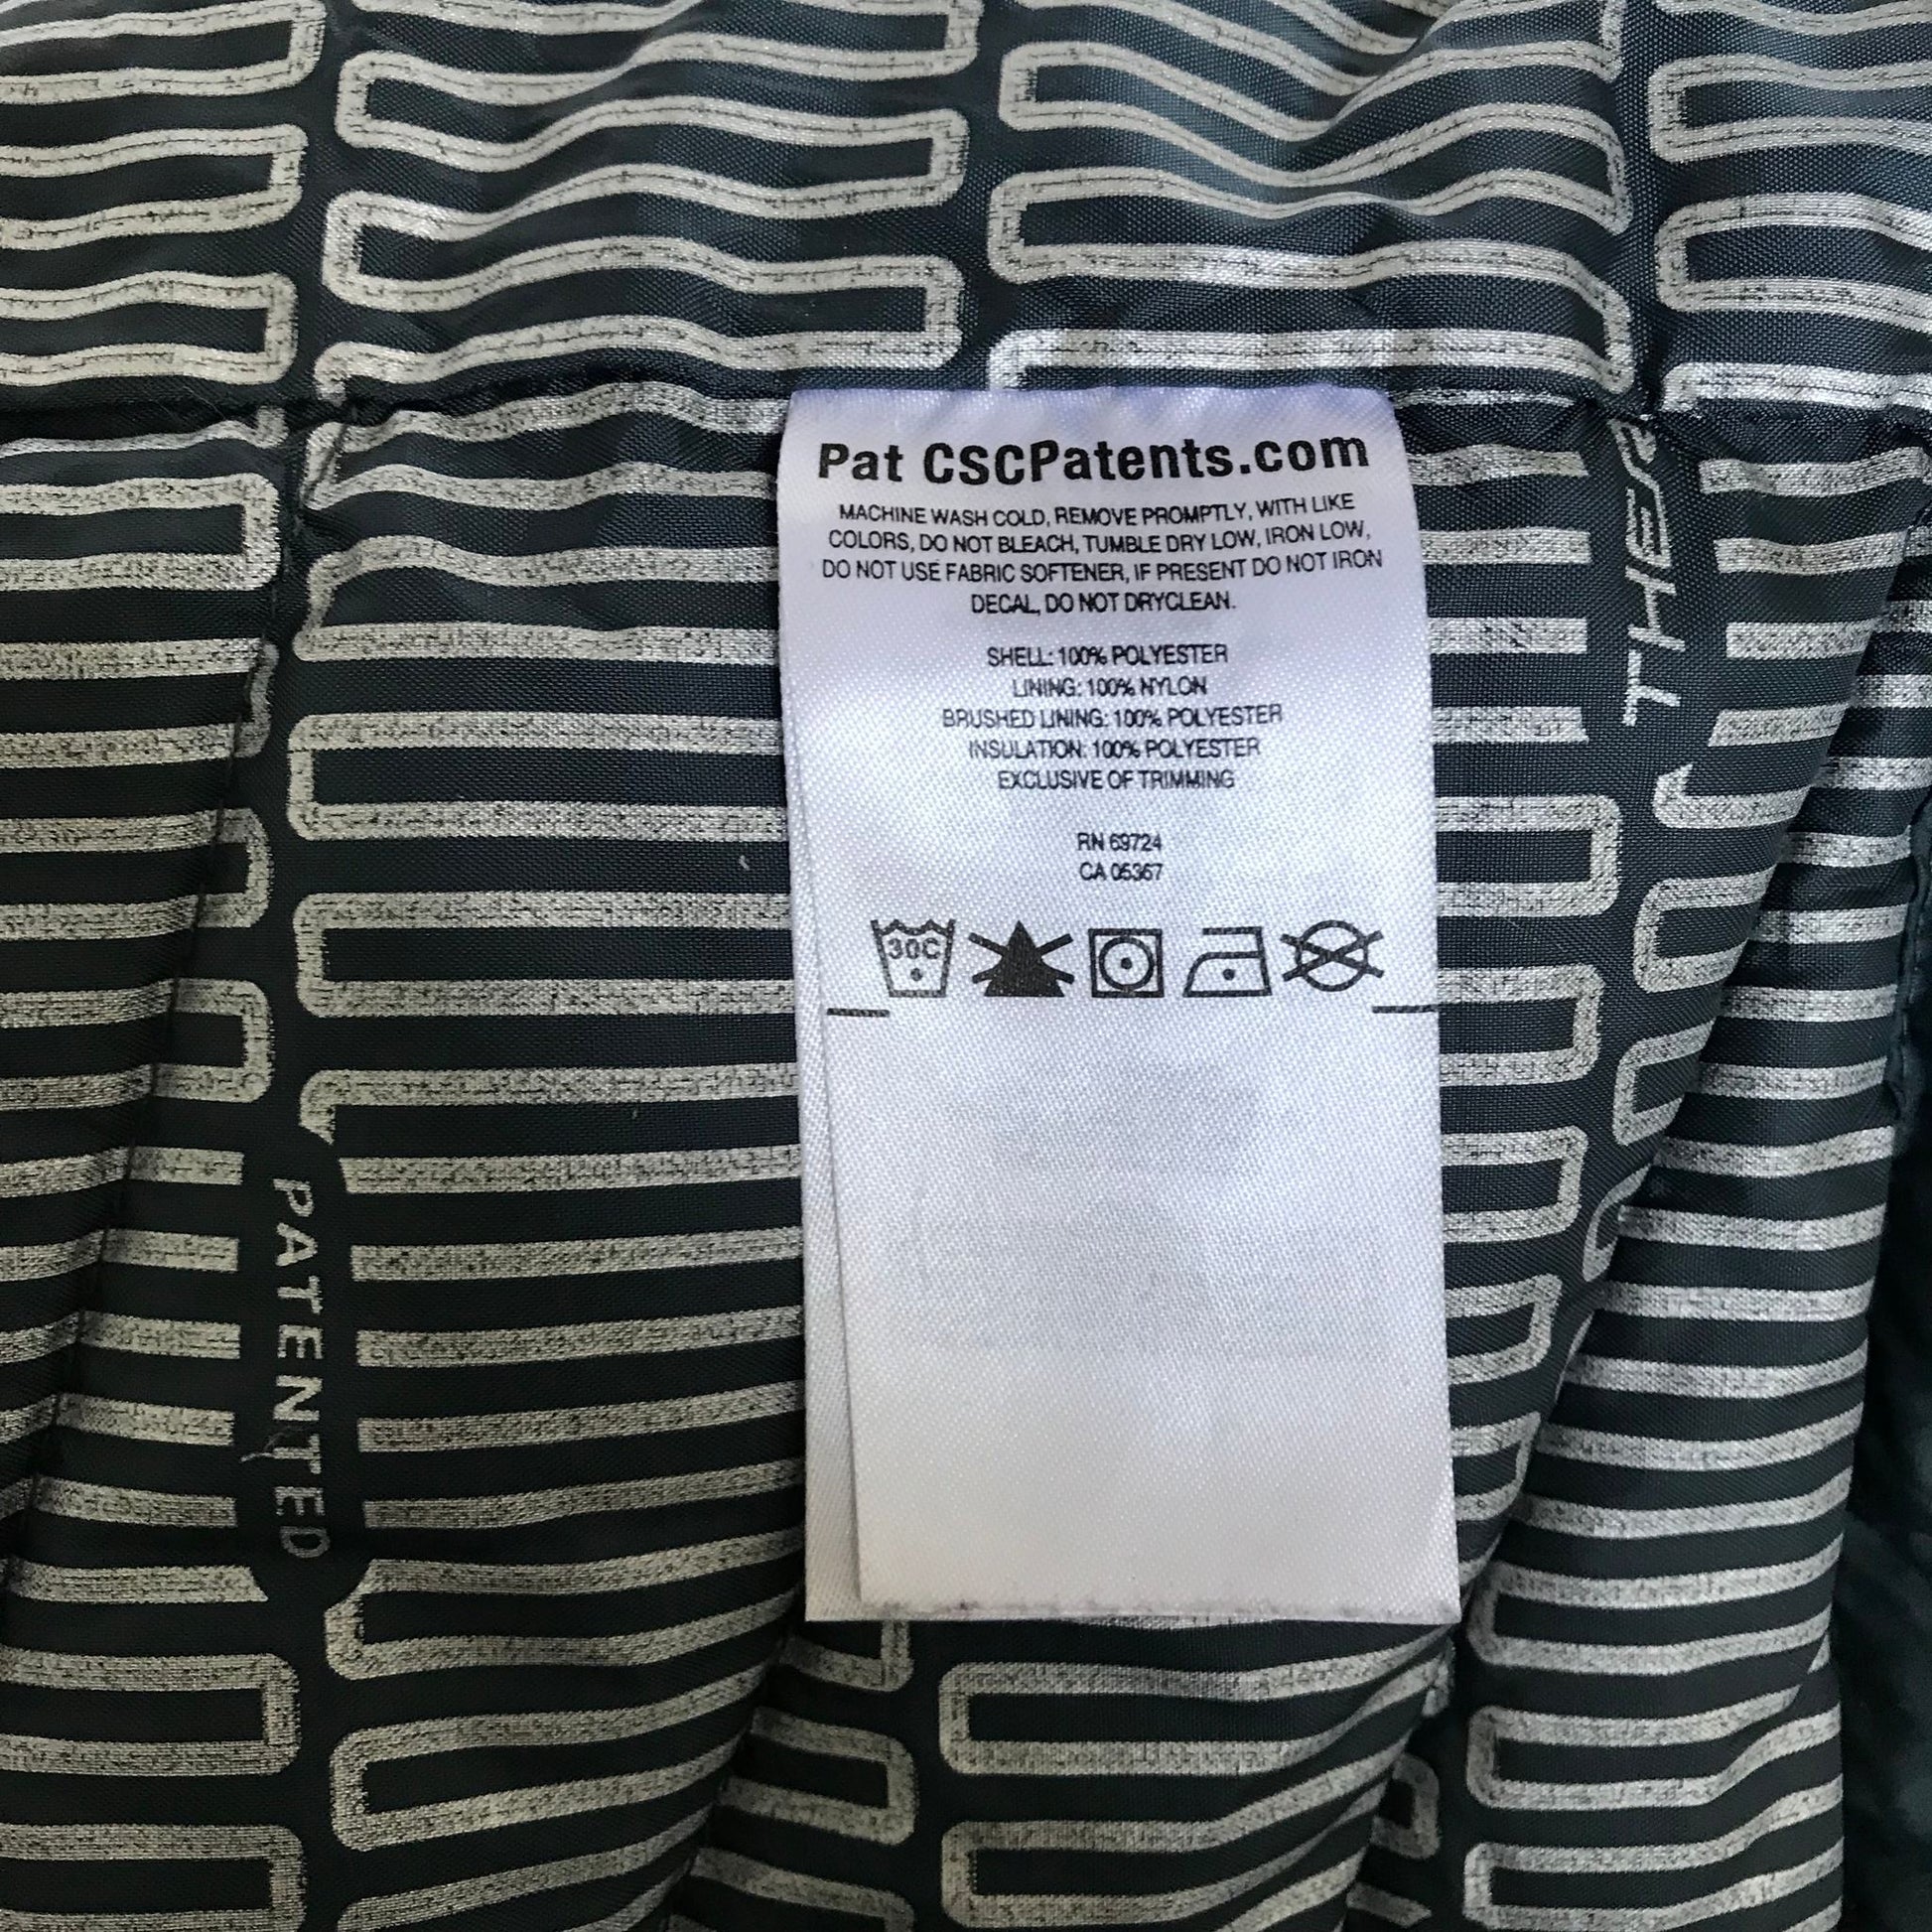 Pat CSCPatents.com
MACHINE WASH COLD, REMOVE PROMPTLY, WITH LIKE
COLORS, DO NOT BLEACH, TUMBLE DRY LOW, IRON LOW,
DO NOT USE FABRIC SOFTENER, IF PRESENT DO NOT IRON
DECAL, DO NOT DRYCLEAN.
SHELL: 100% POLYESTER
LINING: 100% NYLON
BRUSHED LINING: 100% POLYESTER
INSULATION: 100% POLYESTER
EXCLUSIVE OF TRIMMING
RN 69724
CA 05367
30C
PATENTED